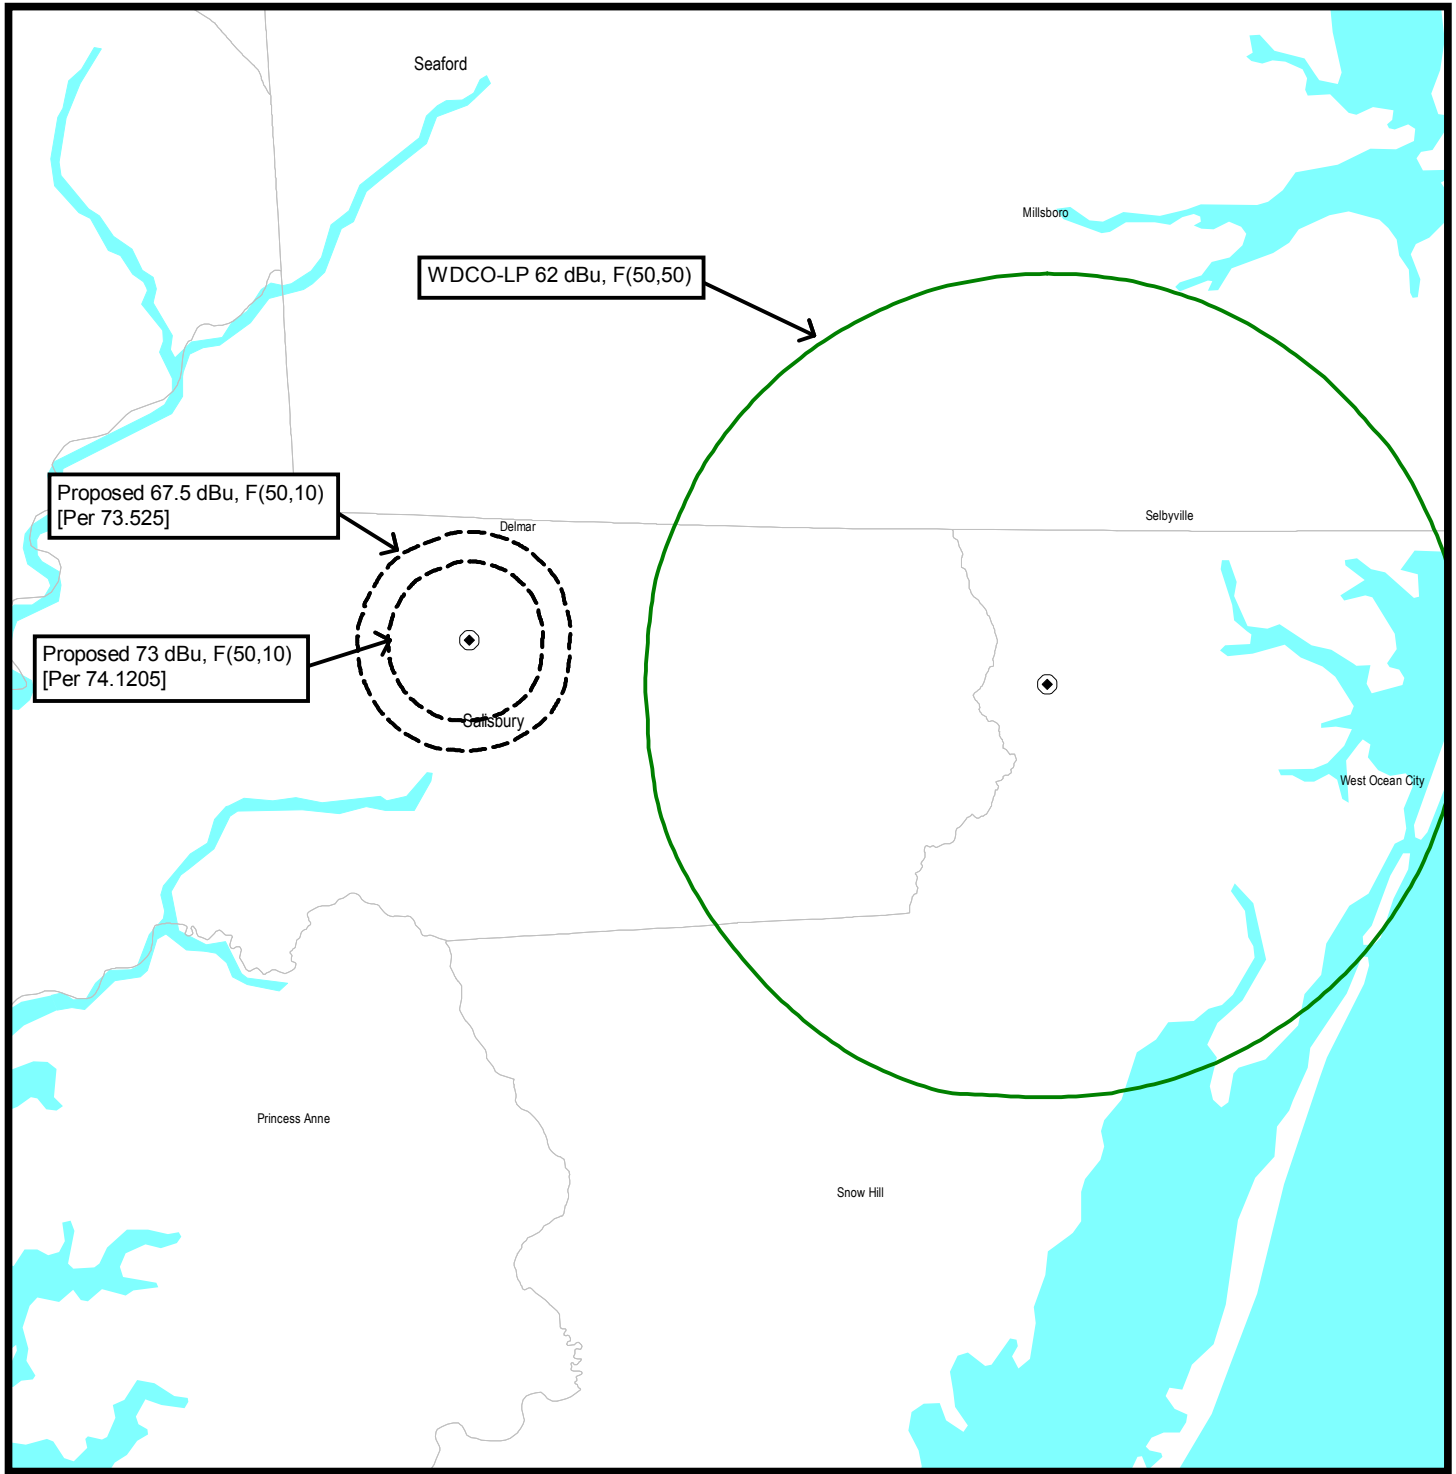 Seaford
Millsboro
WDCO-LP 62 dBu, F(50,50)
Proposed 67.5 dBu, F(50,10)
[Per 73.525]
Delmar
Selbyville
Proposed 73 dBu, F(50,10)
[Per 74.1205]
Salisbury
West Ocean City
Princess Anne
Snow Hill